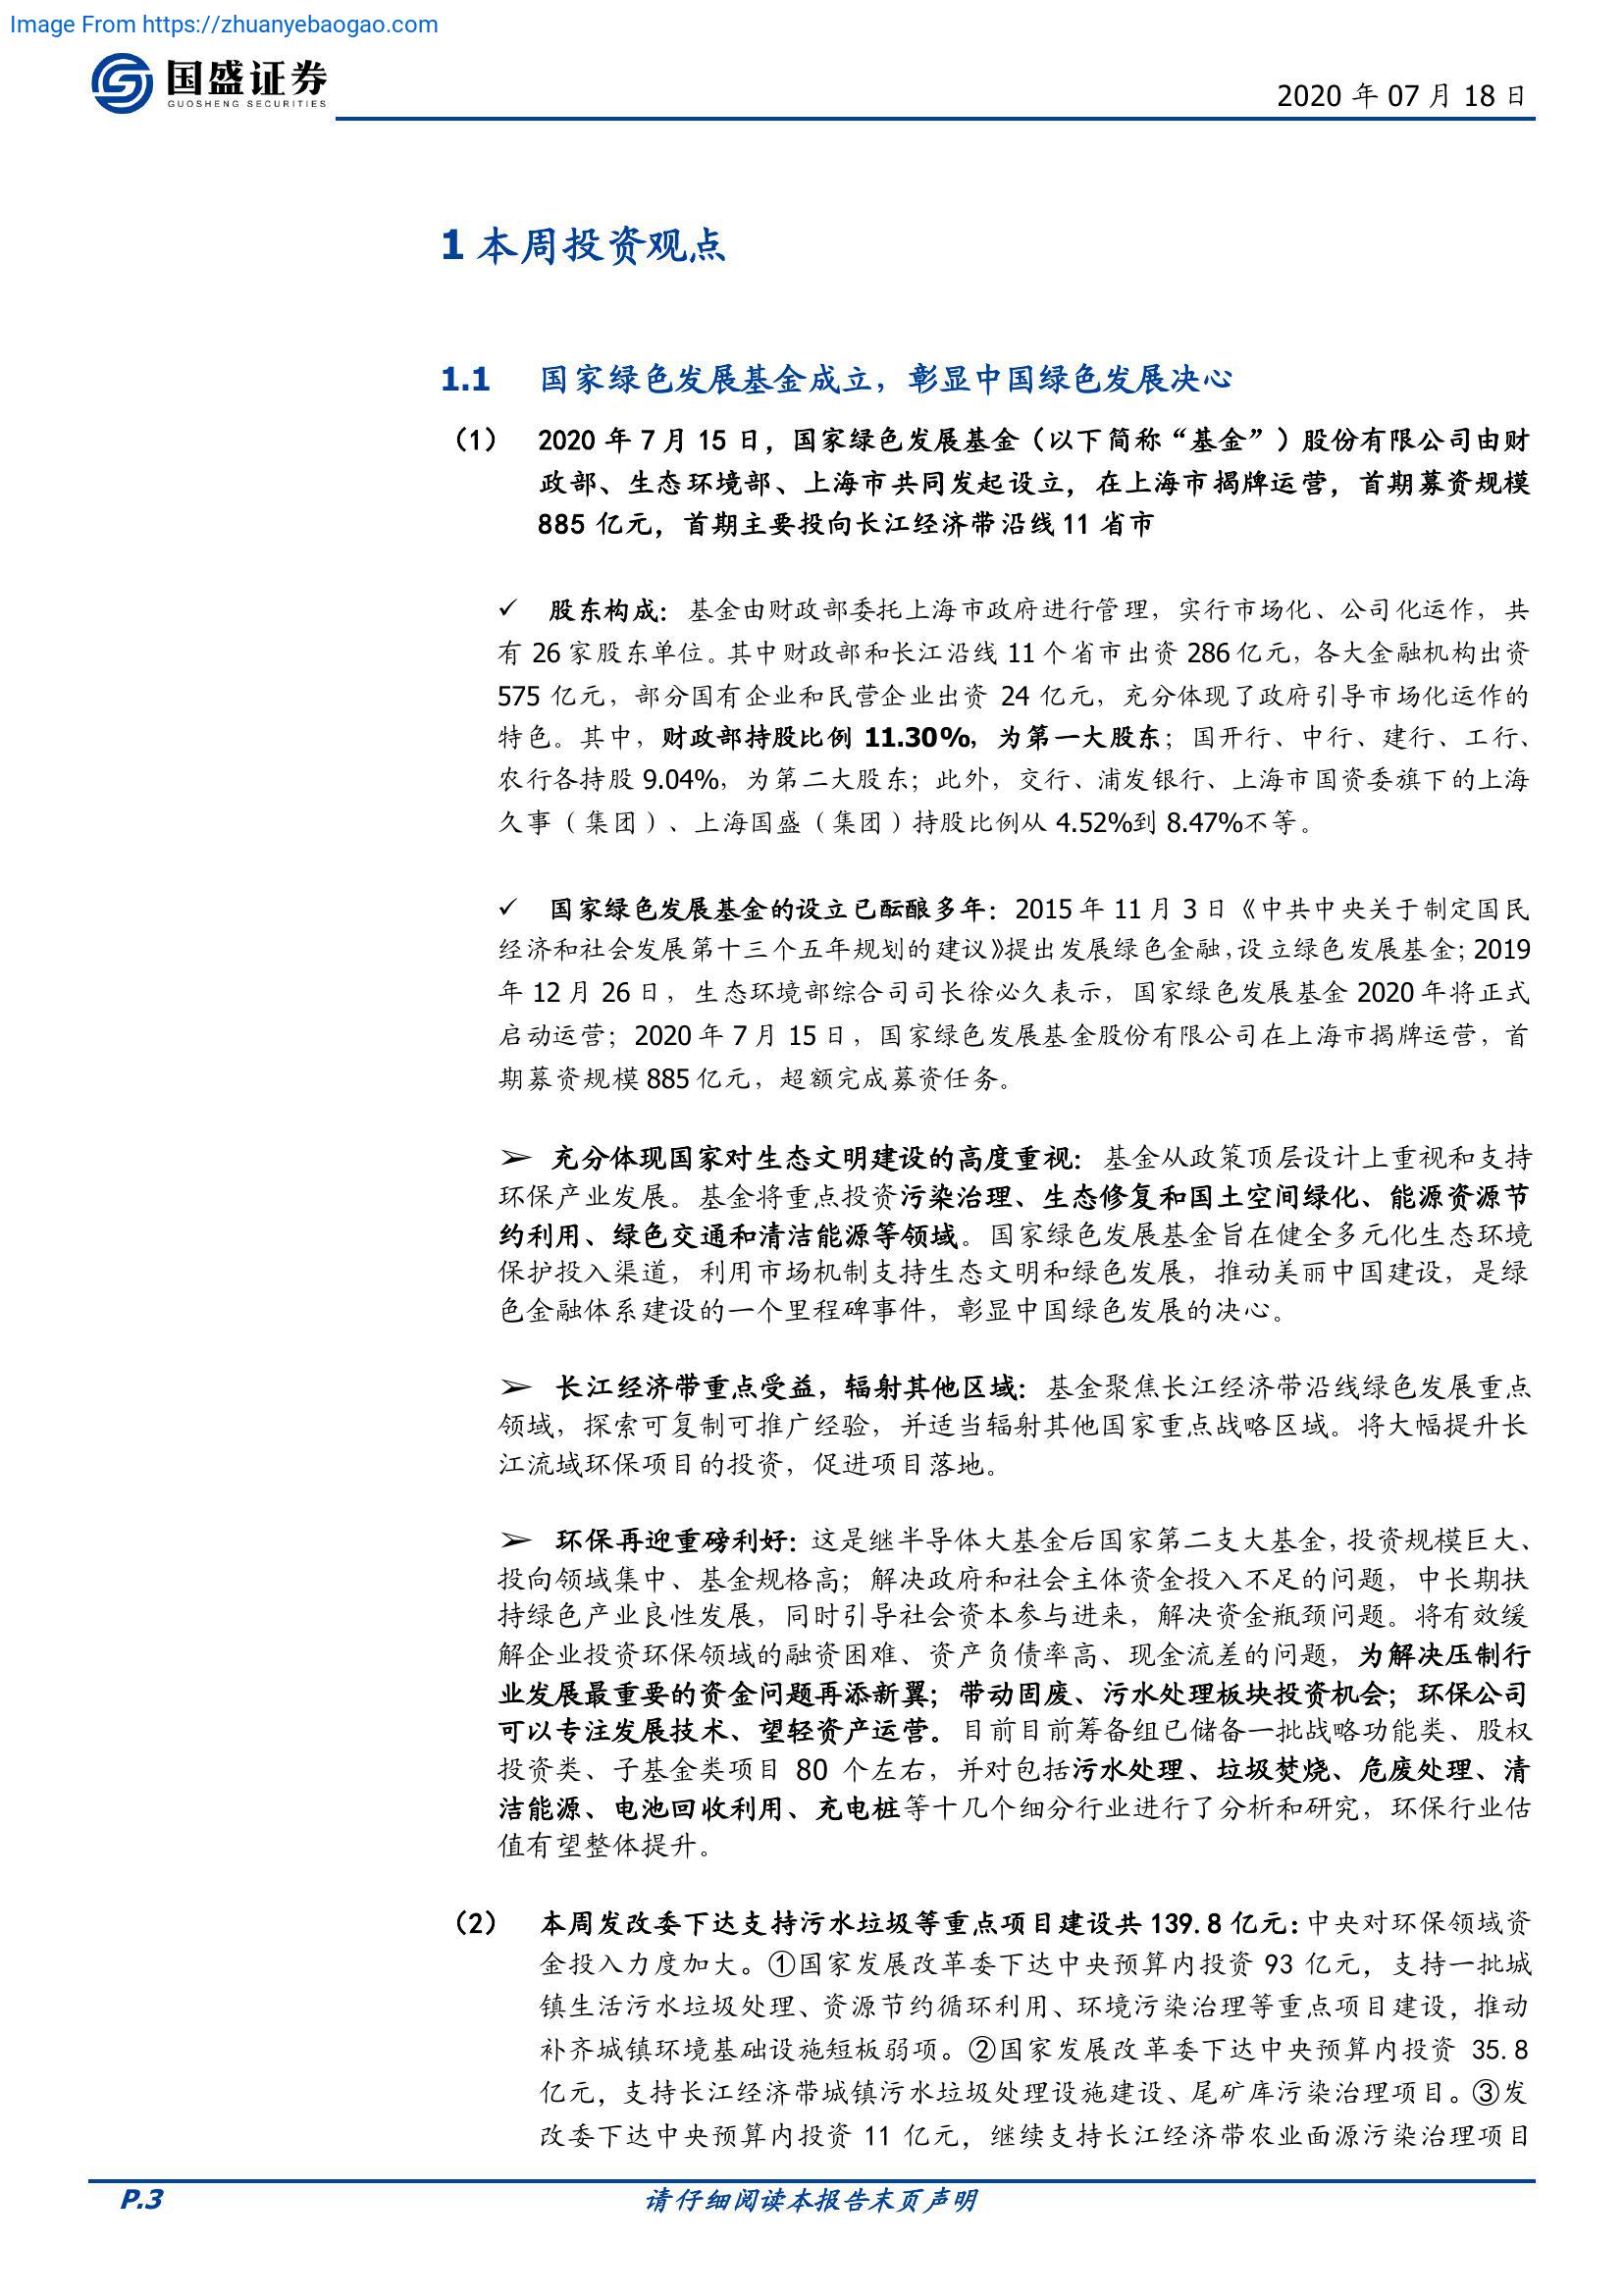 Image From https://zhuanyebaogao.com
国盛证券
GUOSHENG SECURITIES
2020 年 07 月 18 日
1 本周投资观点
1.1 国家绿色发展基金成立，彰显中国绿色发展决心
（1） 2020 年 7 月 15 日，国家绿色发展基金（以下简称“基金”）股份有限公司由财
政部、生态环境部、上海市共同发起设立，在上海市揭牌运营，首期募资规模
885 亿元，首期主要投向长江经济带沿线 11 省市
✓ 股东构成：基金由财政部委托上海市政府进行管理，实行市场化、公司化运作，共
有 26 家股东单位。其中财政部和长江沿线 11 个省市出资 286 亿元，各大金融机构出资
575 亿元，部分国有企业和民营企业出资 24 亿元，充分体现了政府引导市场化运作的
特色。其中，财政部持股比例 11.30%，为第一大股东；国开行、中行、建行、工行、
农行各持股 9.04%，为第二大股东；此外，交行、浦发银行、上海市国资委旗下的上海
久事（集团）、上海国盛（集团）持股比例从 4.52%到 8.47%不等。
✓ 国家绿色发展基金的设立已酝酿多年：2015 年 11 月 3 日《中共中央关于制定国民
经济和社会发展第十三个五年规划的建议》提出发展绿色金融，设立绿色发展基金；2019
年 12 月 26 日，生态环境部综合司司长徐必久表示，国家绿色发展基金 2020 年将正式
启动运营；2020 年 7 月 15 日，国家绿色发展基金股份有限公司在上海市揭牌运营，首
期募资规模 885 亿元，超额完成募资任务。
➢ 充分体现国家对生态文明建设的高度重视：基金从政策顶层设计上重视和支持
环保产业发展。基金将重点投资污染治理、生态修复和国土空间绿化、能源资源节
约利用、绿色交通和清洁能源等领域。国家绿色发展基金旨在健全多元化生态环境
保护投入渠道，利用市场机制支持生态文明和绿色发展，推动美丽中国建设，是绿
色金融体系建设的一个里程碑事件，彰显中国绿色发展的决心。
➢ 长江经济带重点受益，辐射其他区域：基金聚焦长江经济带沿线绿色发展重点
领域，探索可复制可推广经验，并适当辐射其他国家重点战略区域。将大幅提升长
江流域环保项目的投资，促进项目落地。
➢ 环保再迎重磅利好：这是继半导体大基金后国家第二支大基金，投资规模巨大、
投向领域集中、基金规格高；解决政府和社会主体资金投入不足的问题，中长期扶
持绿色产业良性发展，同时引导社会资本参与进来，解决资金瓶颈问题。将有效缓
解企业投资环保领域的融资困难、资产负债率高、现金流差的问题，为解决压制行
业发展最重要的资金问题再添新翼；带动固废、污水处理板块投资机会；环保公司
可以专注发展技术、望轻资产运营。目前目前筹备组已储备一批战略功能类、股权
投资类、子基金类项目 80 个左右，并对包括污水处理、垃圾焚烧、危废处理、清
洁能源、电池回收利用、充电桩等十几个细分行业进行了分析和研究，环保行业估
值有望整体提升。
（2） 本周发改委下达支持污水垃圾等重点项目建设共 139.8 亿元：中央对环保领域资
金投入力度加大。①国家发展改革委下达中央预算内投资 93 亿元，支持一批城
镇生活污水垃圾处理、资源节约循环利用、环境污染治理等重点项目建设，推动
补齐城镇环境基础设施短板弱项。②国家发展改革委下达中央预算内投资 35.8
亿元，支持长江经济带城镇污水垃圾处理设施建设、尾矿库污染治理项目。③发
改委下达中央预算内投资 11 亿元，继续支持长江经济带农业面源污染治理项目
P.3
请仔细阅读本报告末页声明